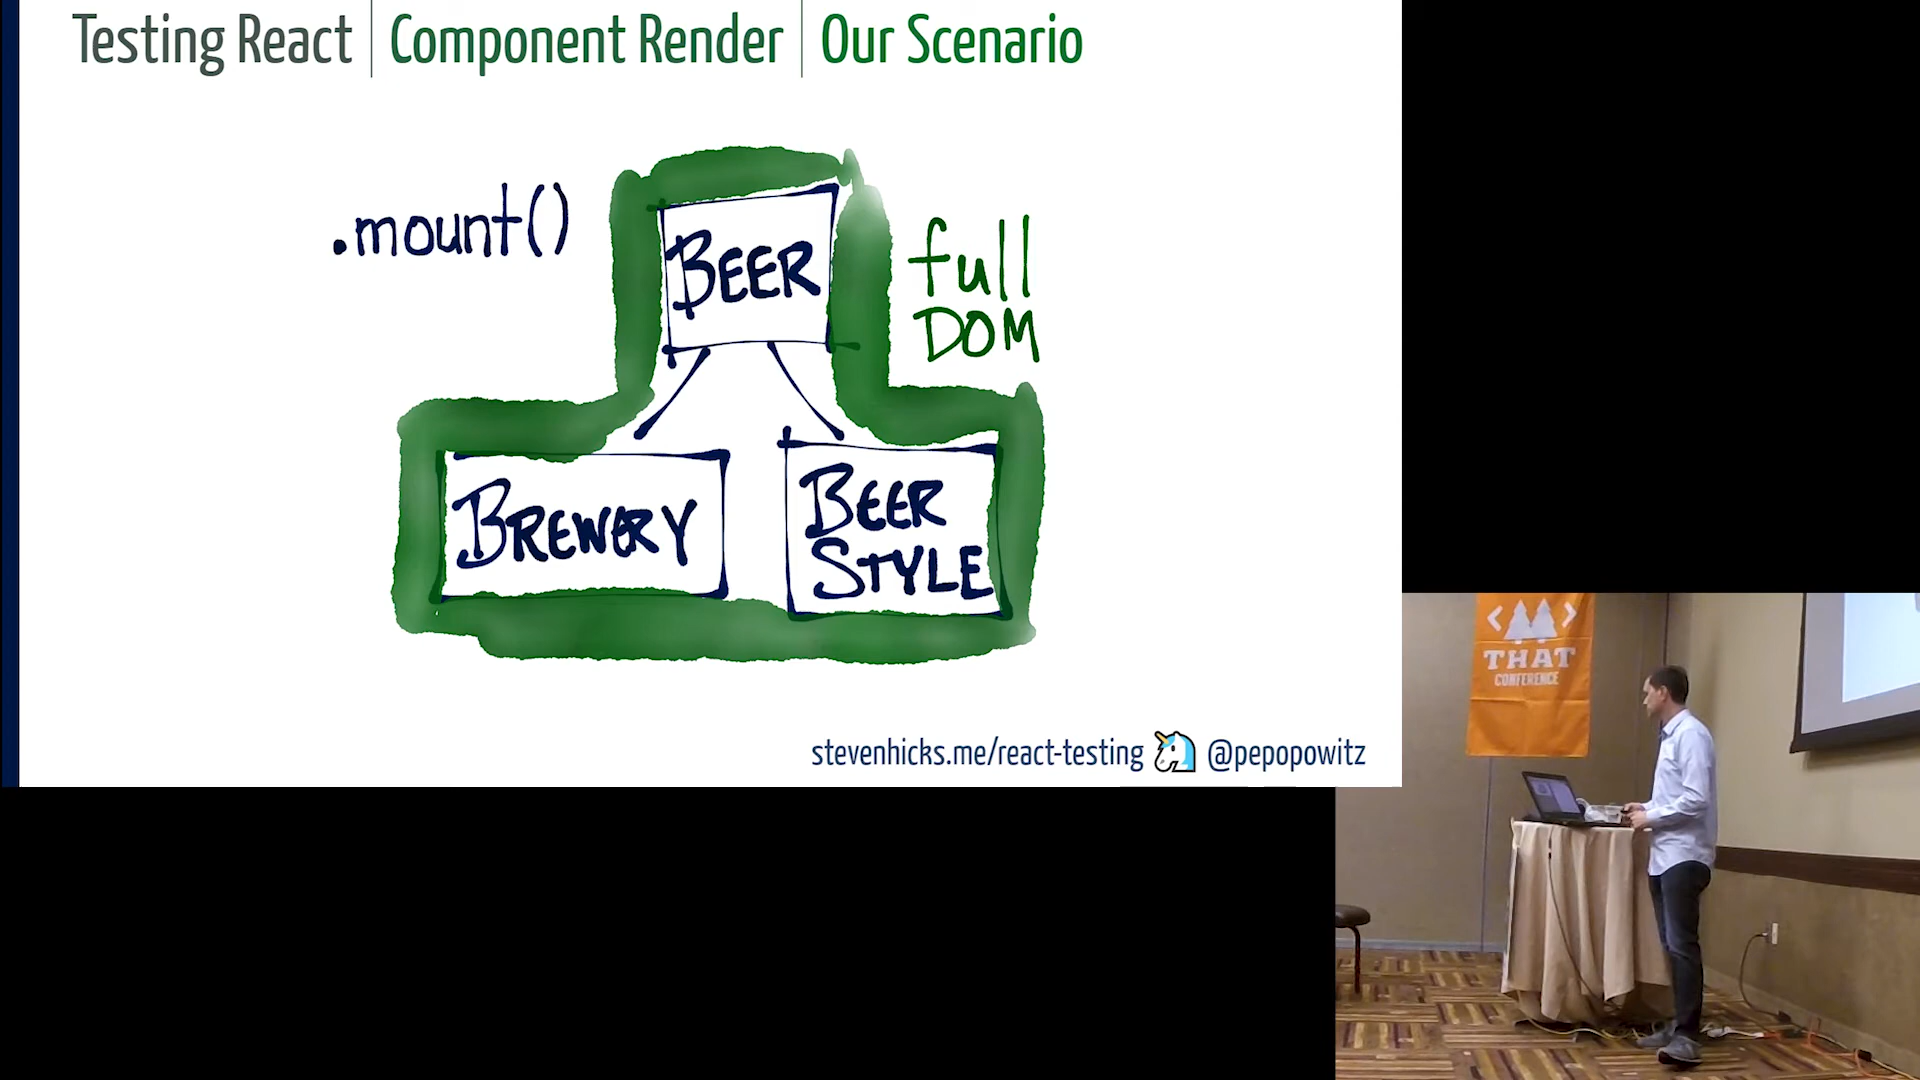 Testing React | Component Render | Our Scenario
.mount()
BEER
full
DOM
BREWERY
BEER
STYLE
stevenhicks.me/react-testing @pepopowitz
< >
THAT
CONFERENCE